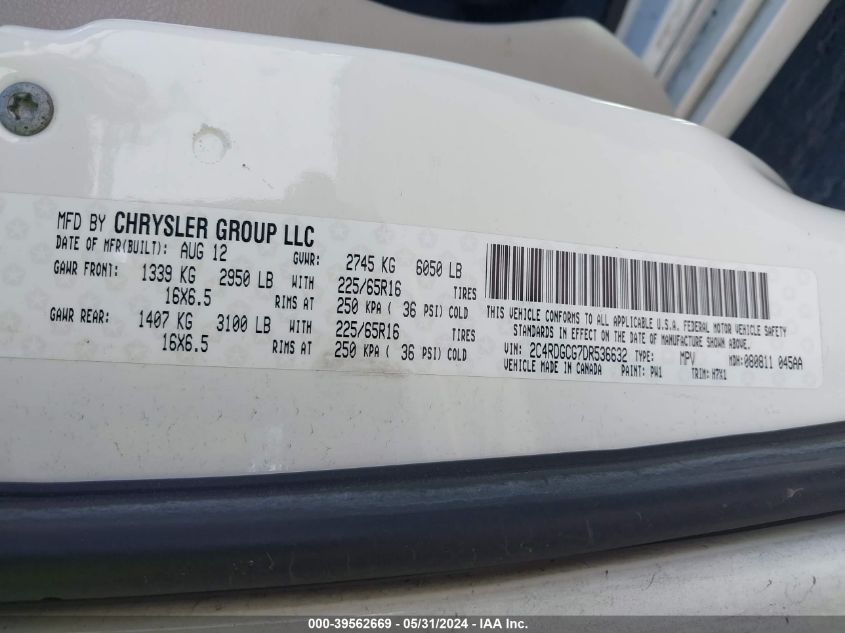 MFD BY CHRYSLER GROUP LLC
DATE OF MFR(BUILT): AUG 12 GVWR: 2745 KG 6050 LB
GAWR FRONT: 1339 KG 2950 LB WITH 225/65R16 TIRES
16X6.5 RIMS AT 250 KPA ( 36 PSI) COLD
GAWR REAR: 1407 KG 3100 LB WITH 225/65R16 TIRES
16X6.5 RIMS AT 250 KPA ( 36 PSI) COLD
THIS VEHICLE CONFORMS TO ALL APPLICABLE U.S.A. FEDERAL MOTOR VEHICLE SAFETY
STANDARDS IN EFFECT ON THE DATE OF MANUFACTURE SHOWN ABOVE.
VIN: 2C4RDGCG7DR536632 TYPE: MPV MDH: 080811 045AA
VEHICLE MADE IN CANADA PAINT: PW1 TRIM:
000-39562669 - 05/31/2024 - IAA Inc.